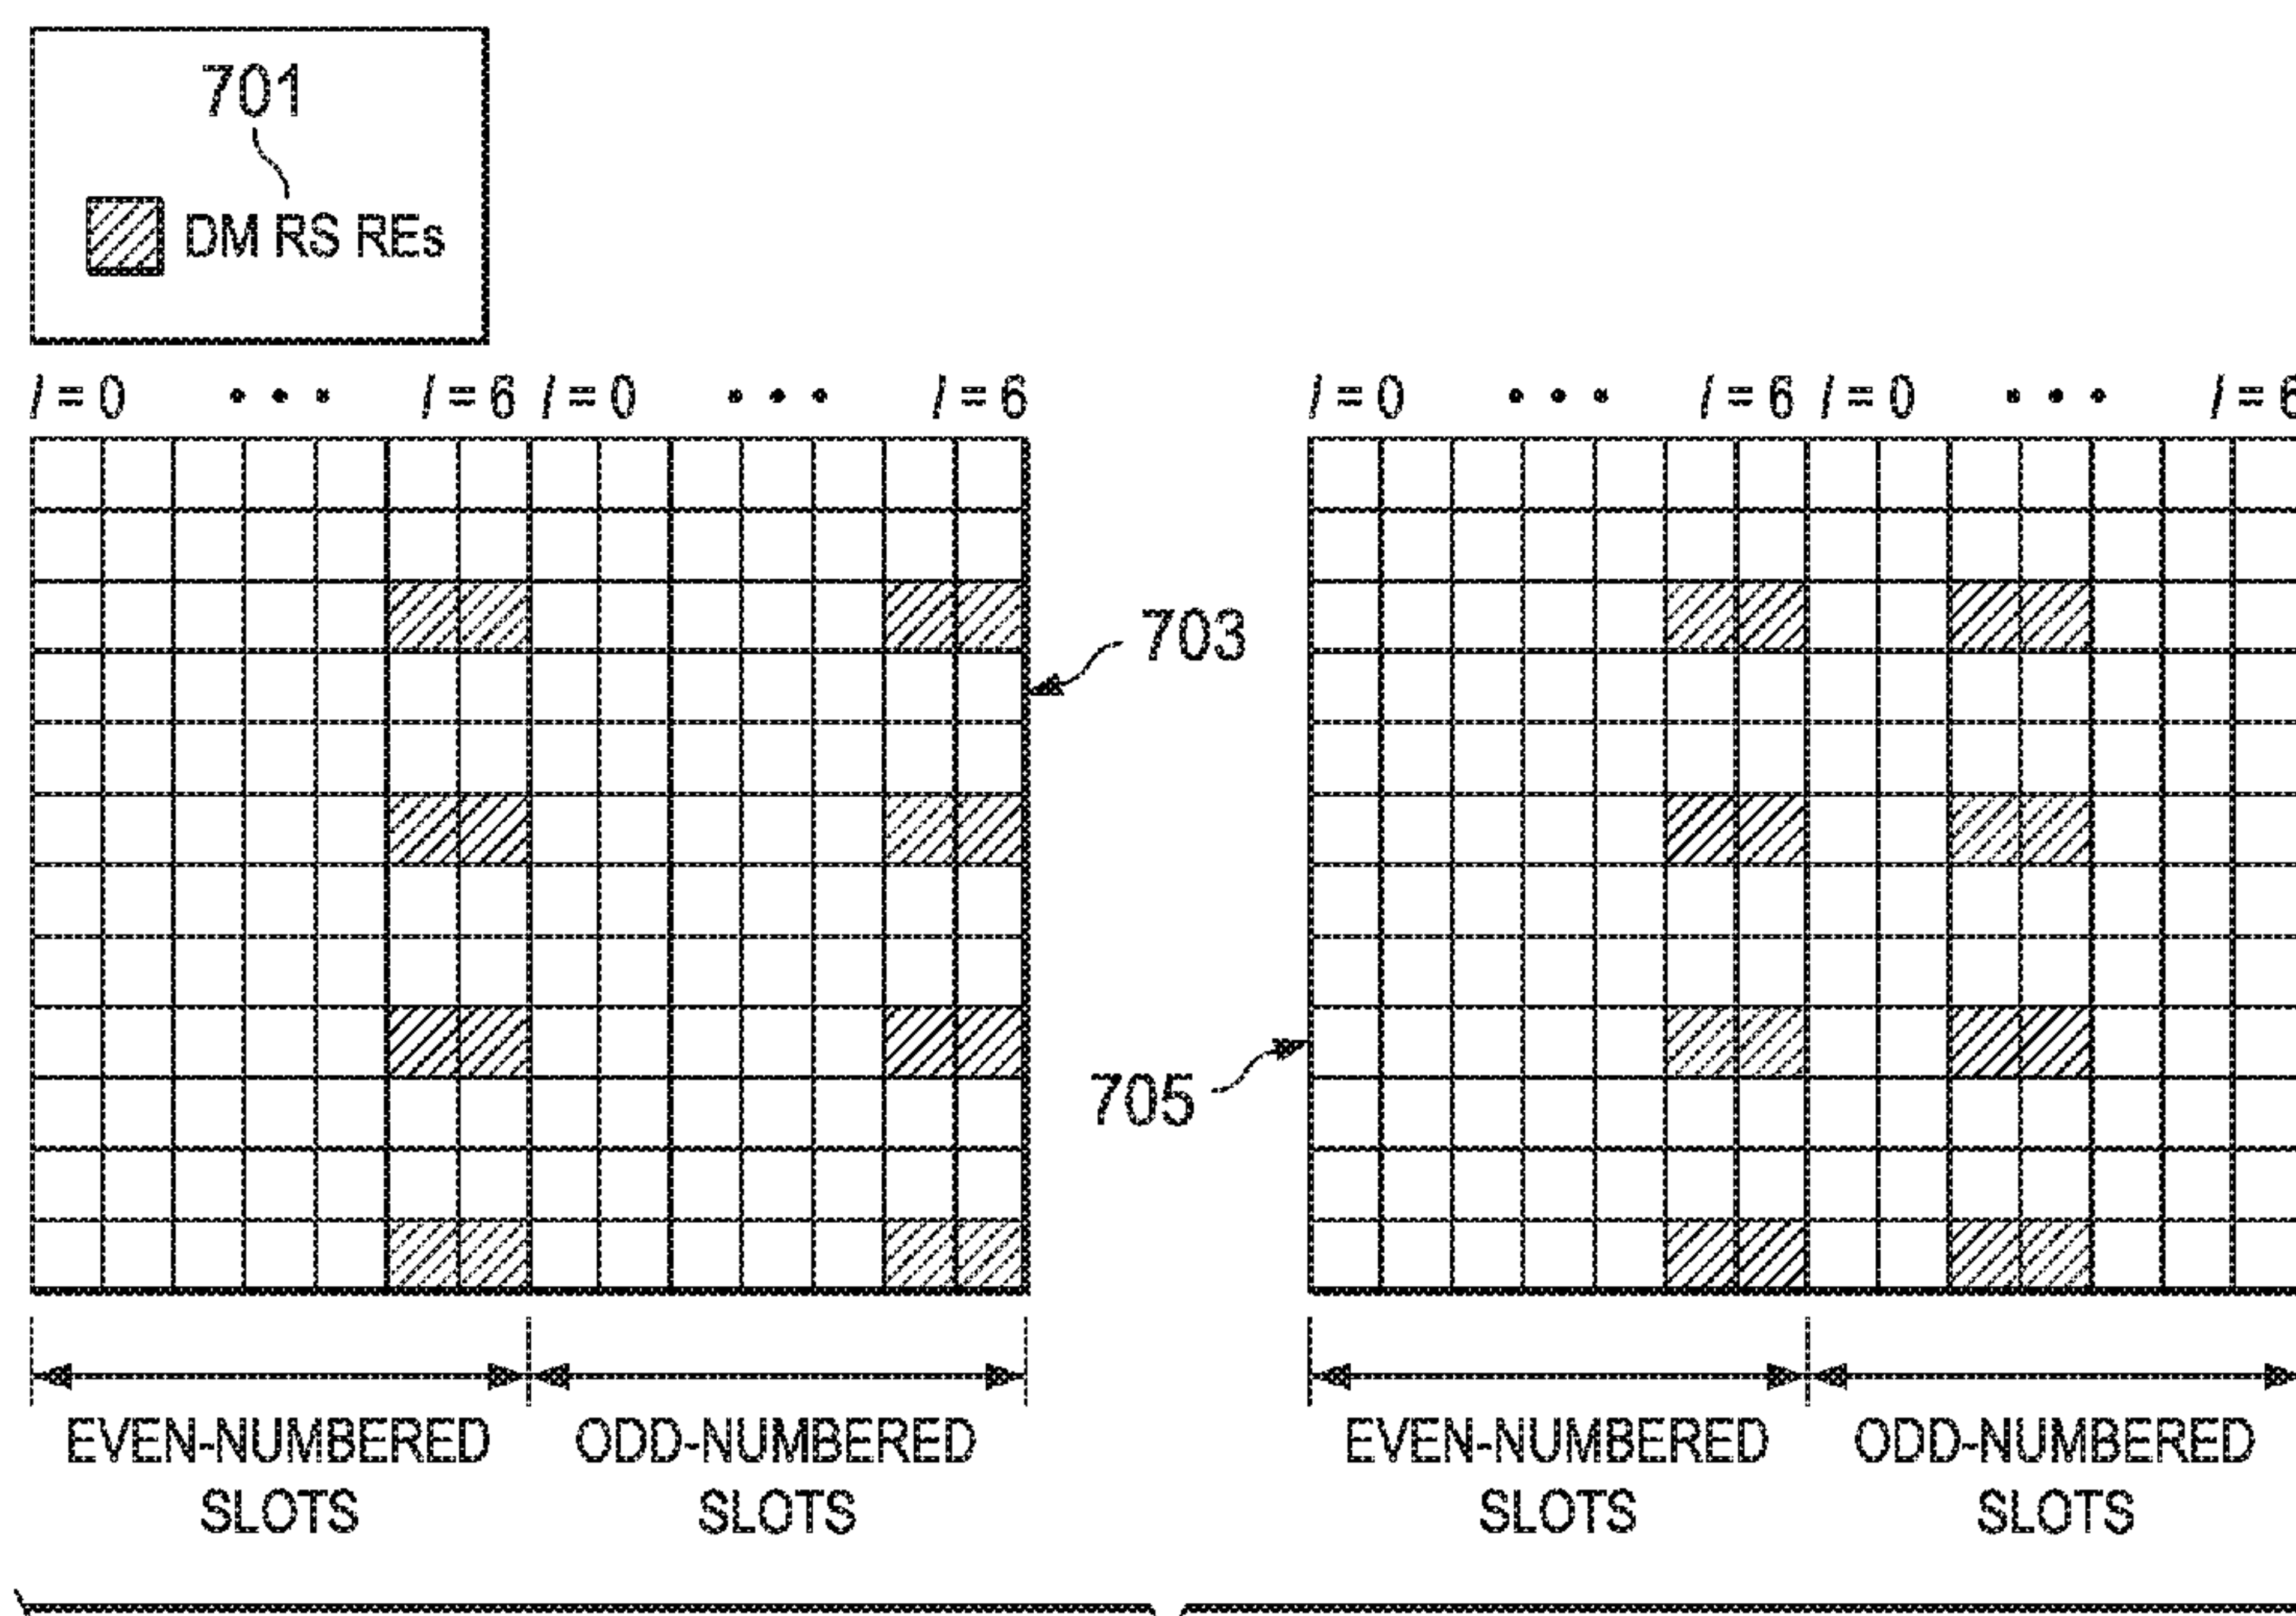 701
DM RS REs
l = 0 • • • l = 6 l = 0 • • • l = 6
l = 0 • • • l = 6 l = 0 • • • l = 6
703
705
EVEN-NUMBERED
SLOTS
ODD-NUMBERED
SLOTS
EVEN-NUMBERED
SLOTS
ODD-NUMBERED
SLOTS